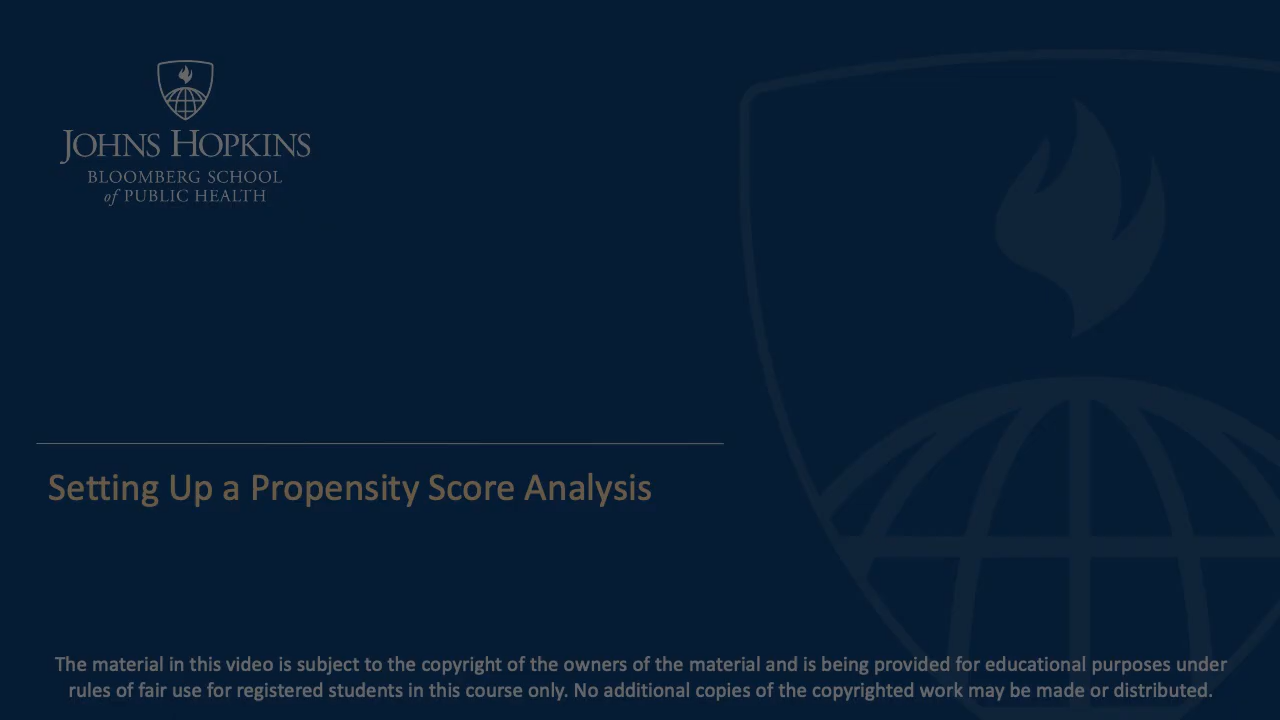 JOHNS HOPKINS
BLOOMBERG SCHOOL
of PUBLIC HEALTH
Setting Up a Propensity Score Analysis
The material in this video is subject to the copyright of the owners of the material and is being provided for educational purposes under
rules of fair use for registered students in this course only. No additional copies of the copyrighted work may be made or distributed.